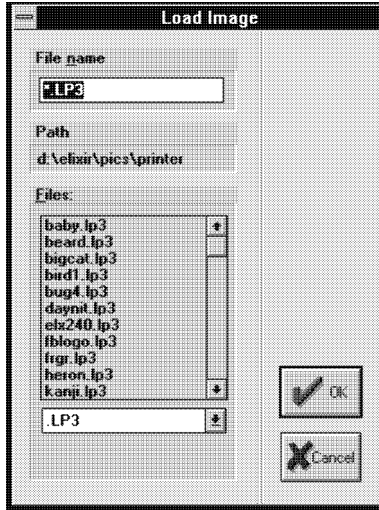 Load Image
File name
*.LP3
Path
d:\elixir\pics\printer
Files:
baby.lp3
beard.lp3
bigcat.lp3
bird1.lp3
bug4.lp3
daynit.lp3
elx240.lp3
fblogo.lp3
frgr.lp3
heron.lp3
kanji.lp3
.LP3
OK
Cancel